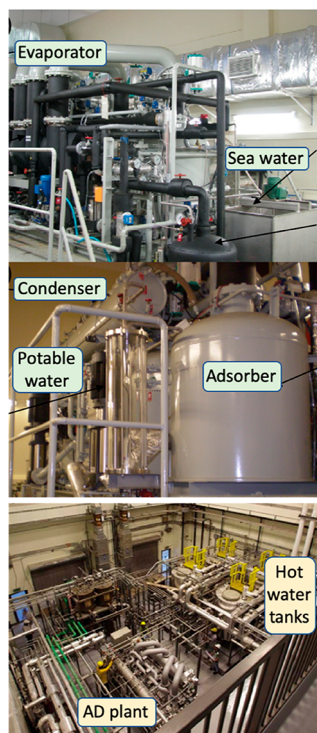 Evaporator
Sea water
Condenser
Potable
water
Adsorber
Hot
water
tanks
AD plant